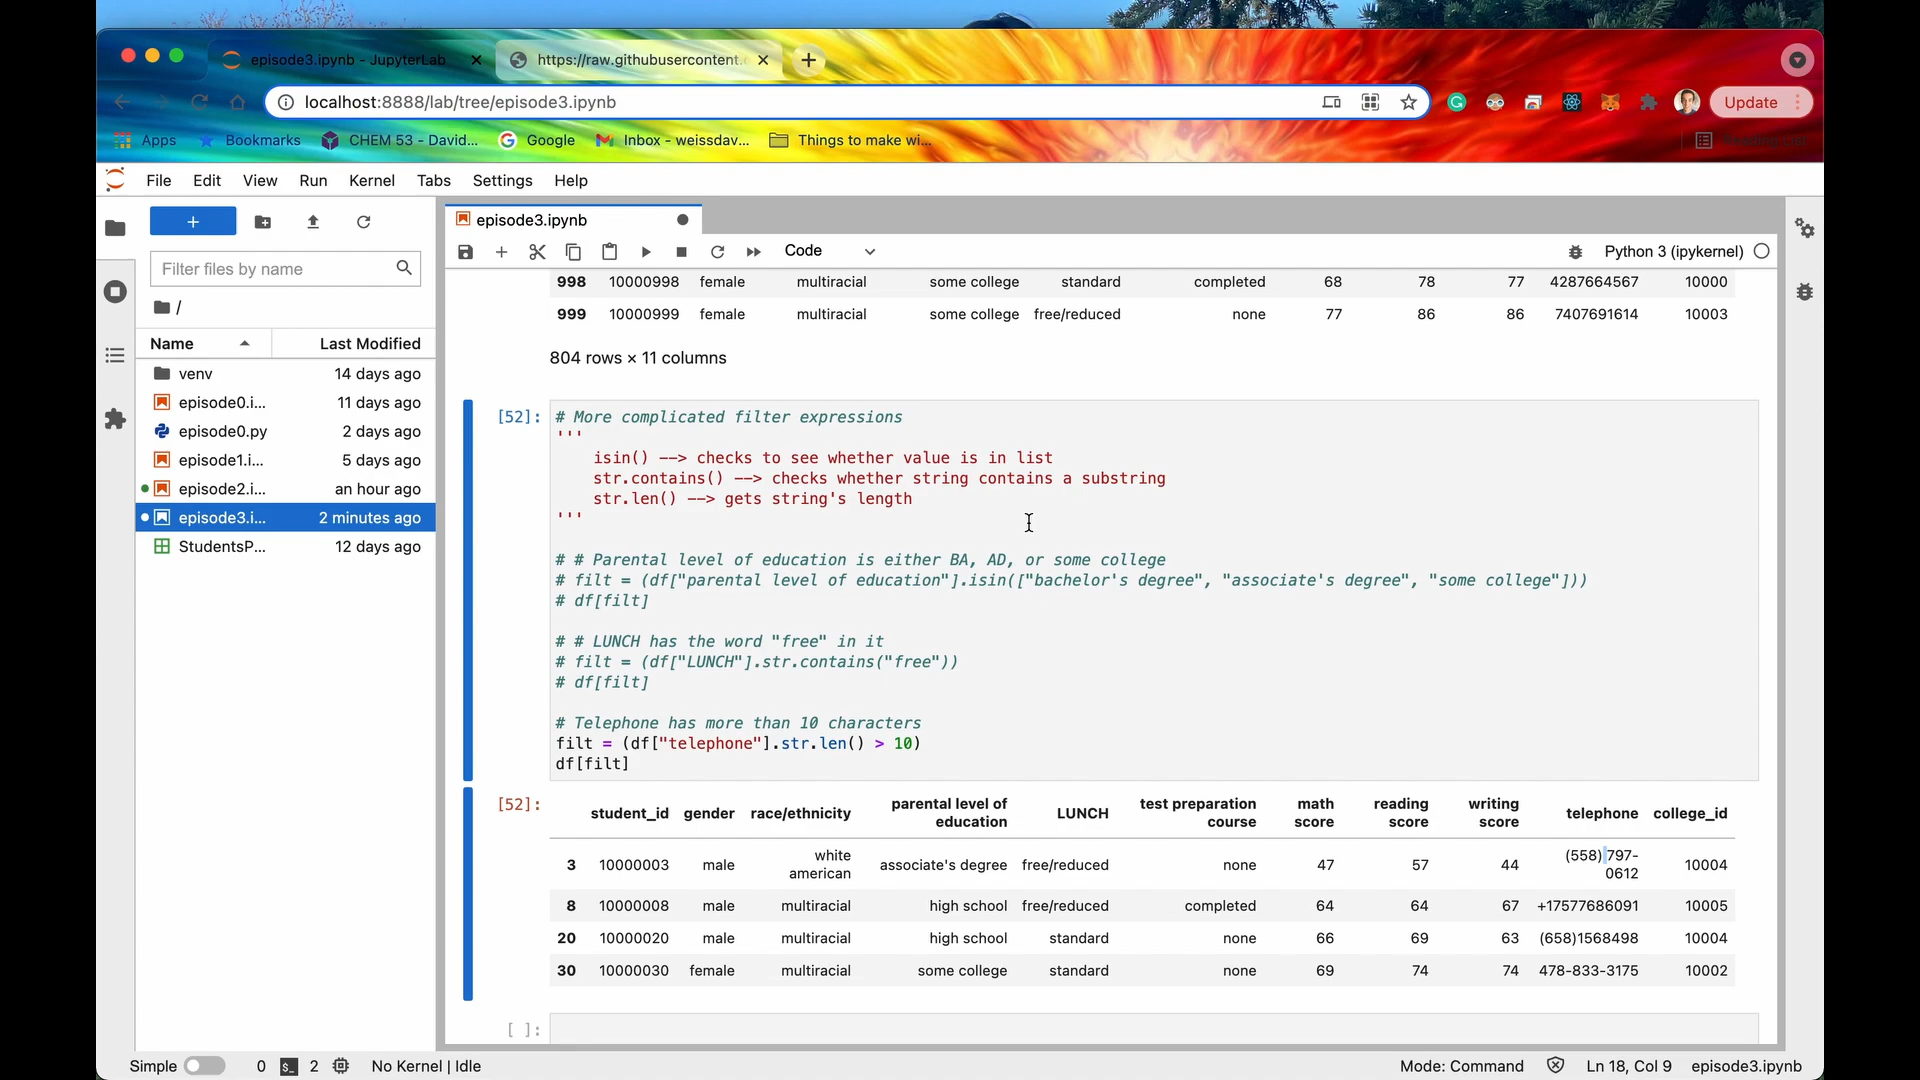 episode3.ipynb - JupyterLab
https://raw.githubusercontent.
localhost:8888/lab/tree/episode3.ipynb
Update
Apps
Bookmarks
CHEM 53 - David...
Google
Inbox - weissdav...
Things to make wi...
Reading List
File Edit View Run Kernel Tabs Settings Help
+
Filter files by name
/
Name Last Modified
venv 14 days ago
episode0.i... 11 days ago
episode0.py 2 days ago
episode1.i... 5 days ago
episode2.i... an hour ago
episode3.i... 2 minutes ago
StudentsP... 12 days ago
episode3.ipynb
Code
Python 3 (ipykernel)
998 10000998 female multiracial some college standard completed 68 78 77 4287664567 10000
999 10000999 female multiracial some college free/reduced none 77 86 86 7407691614 10003
804 rows × 11 columns
[52]:
# More complicated filter expressions
'''
isin() --> checks to see whether value is in list
str.contains() --> checks whether string contains a substring
str.len() --> gets string's length
'''
# # Parental level of education is either BA, AD, or some college
# filt = (df["parental level of education"].isin(["bachelor's degree", "associate's degree", "some college"]))
# df[filt]
# # LUNCH has the word "free" in it
# filt = (df["LUNCH"].str.contains("free"))
# df[filt]
# Telephone has more than 10 characters
filt = (df["telephone"].str.len() > 10)
df[filt]
[52]:
student_id gender race/ethnicity parental level of education LUNCH test preparation course math score reading score writing score telephone college_id
3 10000003 male white american associate's degree free/reduced none 47 57 44 (558) 797-0612 10004
8 10000008 male multiracial high school free/reduced completed 64 64 67 +17577686091 10005
20 10000020 male multiracial high school standard none 66 69 63 (658)1568498 10004
30 10000030 female multiracial some college standard none 69 74 74 478-833-3175 10002
[ ]:
Simple 0 2 No Kernel | Idle Mode: Command Ln 18, Col 9 episode3.ipynb